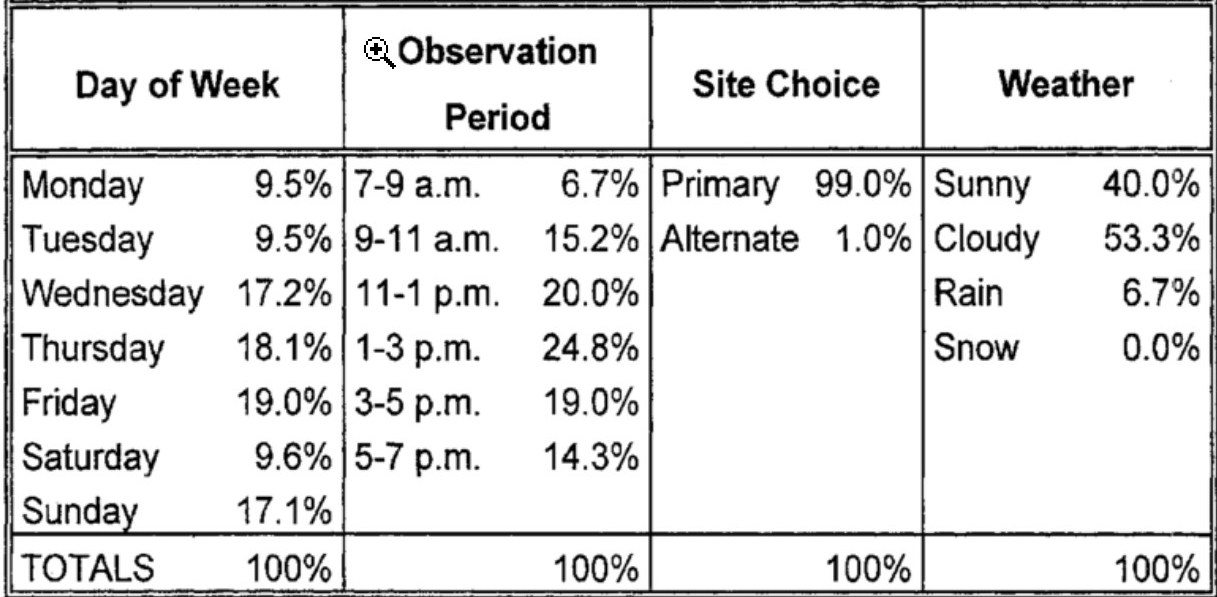 Day of Week Observation Period Site Choice Weather
Monday 9.5% 7-9 a.m. 6.7% Primary 99.0% Sunny 40.0%
Tuesday 9.5% 9-11 a.m. 15.2% Alternate 1.0% Cloudy 53.3%
Wednesday 17.2% 11-1 p.m. 20.0% Rain 6.7%
Thursday 18.1% 1-3 p.m. 24.8% Snow 0.0%
Friday 19.0% 3-5 p.m. 19.0%
Saturday 9.6% 5-7 p.m. 14.3%
Sunday 17.1%
TOTALS 100% 100% 100% 100%